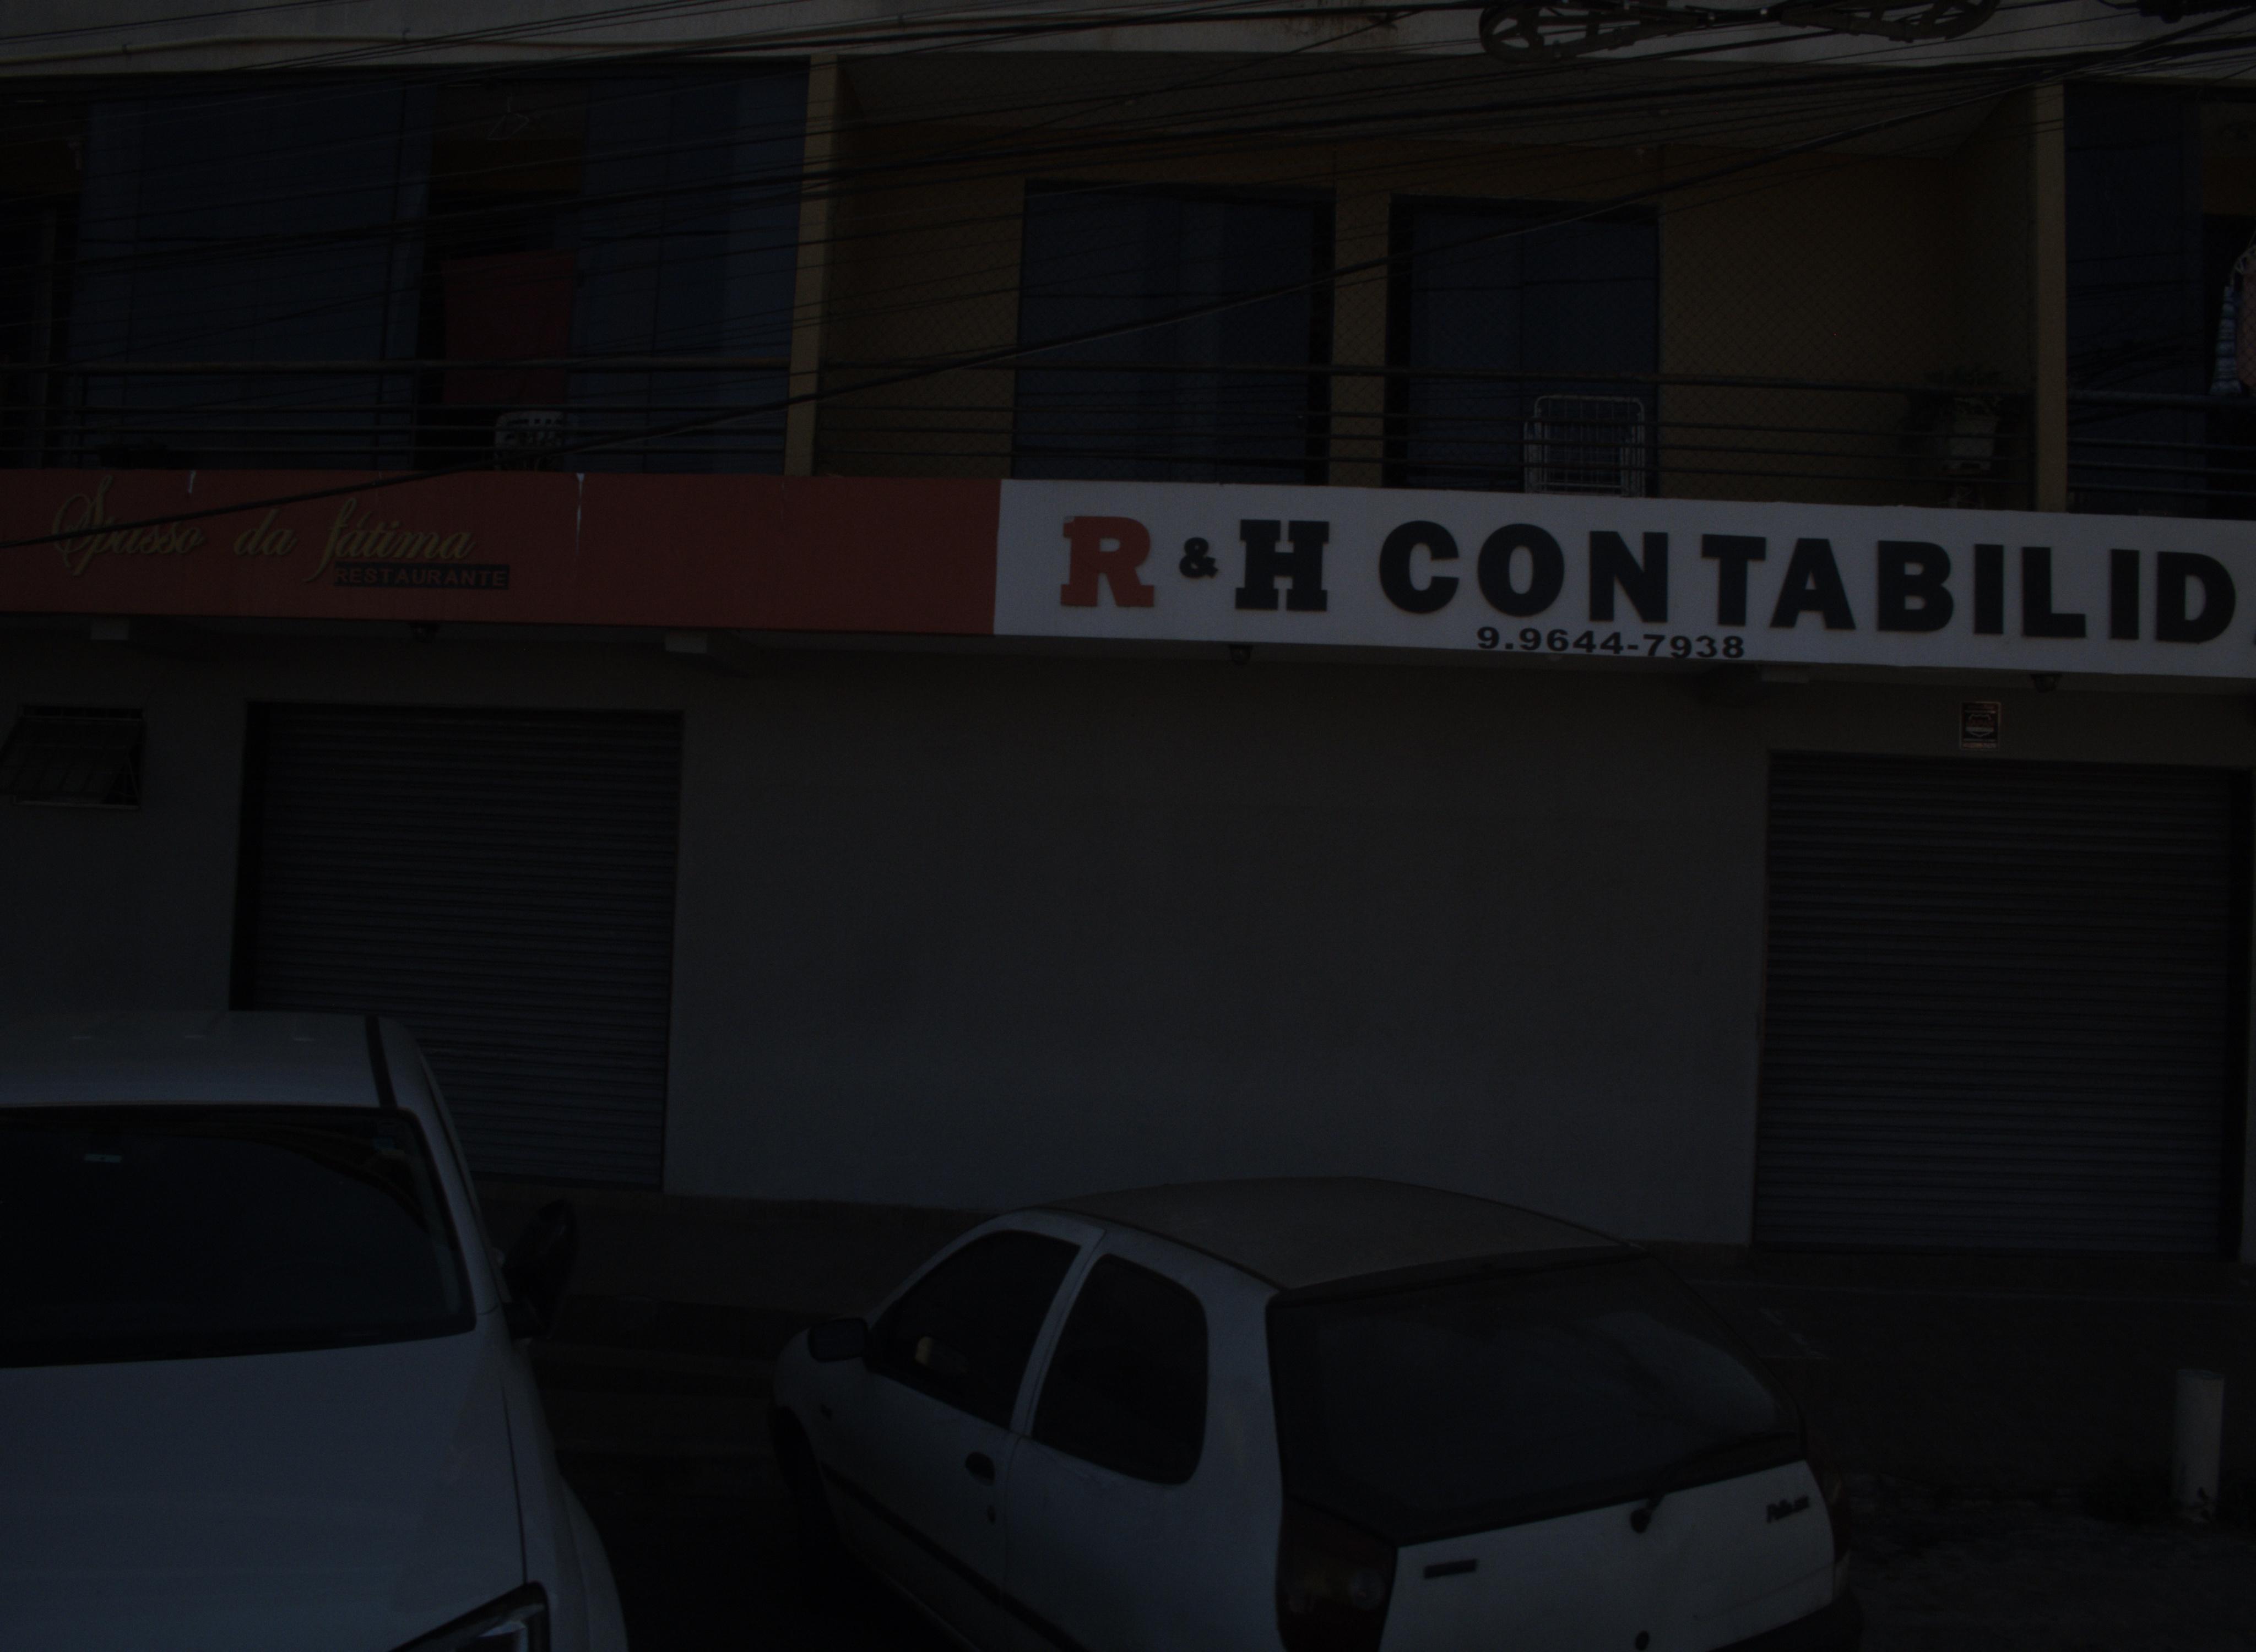 Spasso da fátima
RESTAURANTE
R & H CONTABILID
9.9644-7938